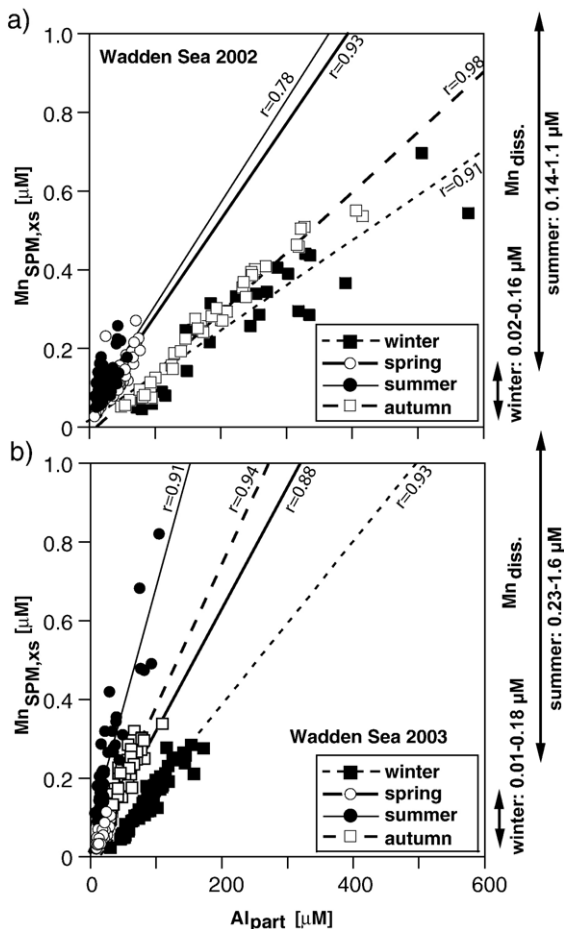 a)
Wadden Sea 2002
1.0
0.8
0.6
0.4
0.2
0
MnSPM,xs [µM]
r=0.78
r=0.93
r=0.98
r=0.91
winter
spring
summer
autumn
Mn diss.
summer: 0.14-1.1 µM
winter: 0.02-0.16 µM
b)
1.0
0.8
0.6
0.4
0.2
0
MnSPM,xs [µM]
r=0.91
r=0.94
r=0.88
r=0.93
Wadden Sea 2003
winter
spring
summer
autumn
Mn diss.
summer: 0.23-1.6 µM
winter: 0.01-0.18 µM
0
200
400
600
Alpart [µM]